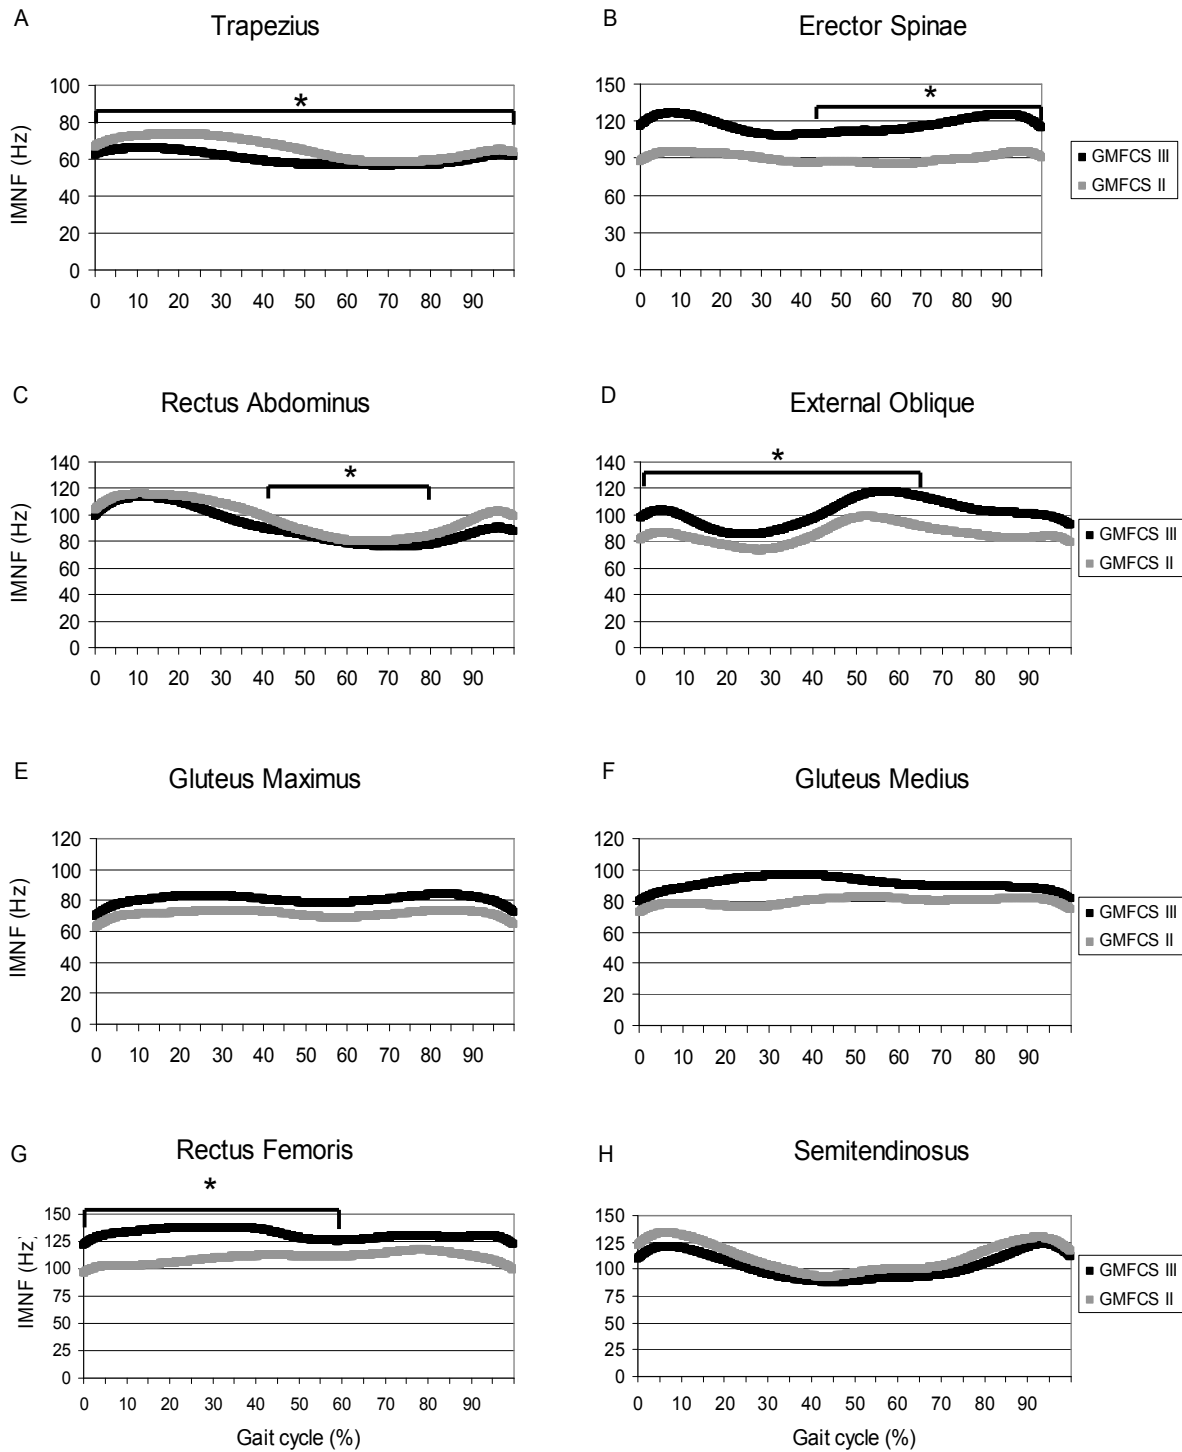 A
Trapezius
IMNF (Hz)
100
80
60
40
20
0
*
0 10 20 30 40 50 60 70 80 90
B
Erector Spinae
150
120
90
60
30
0
*
0 10 20 30 40 50 60 70 80 90
GMFCS III
GMFCS II
C
Rectus Abdominus
IMNF (Hz)
140
120
100
80
60
40
20
0
*
0 10 20 30 40 50 60 70 80 90
D
External Oblique
140
120
100
80
60
40
20
0
*
0 10 20 30 40 50 60 70 80 90
GMFCS III
GMFCS II
E
Gluteus Maximus
IMNF (Hz)
120
100
80
60
40
20
0
0 10 20 30 40 50 60 70 80 90
F
Gluteus Medius
120
100
80
60
40
20
0
0 10 20 30 40 50 60 70 80 90
GMFCS III
GMFCS II
G
Rectus Femoris
IMNF (Hz)
150
125
100
75
50
25
0
*
0 10 20 30 40 50 60 70 80 90
Gait cycle (%)
H
Semitendinosus
150
125
100
75
50
25
0
0 10 20 30 40 50 60 70 80 90
Gait cycle (%)
GMFCS III
GMFCS II